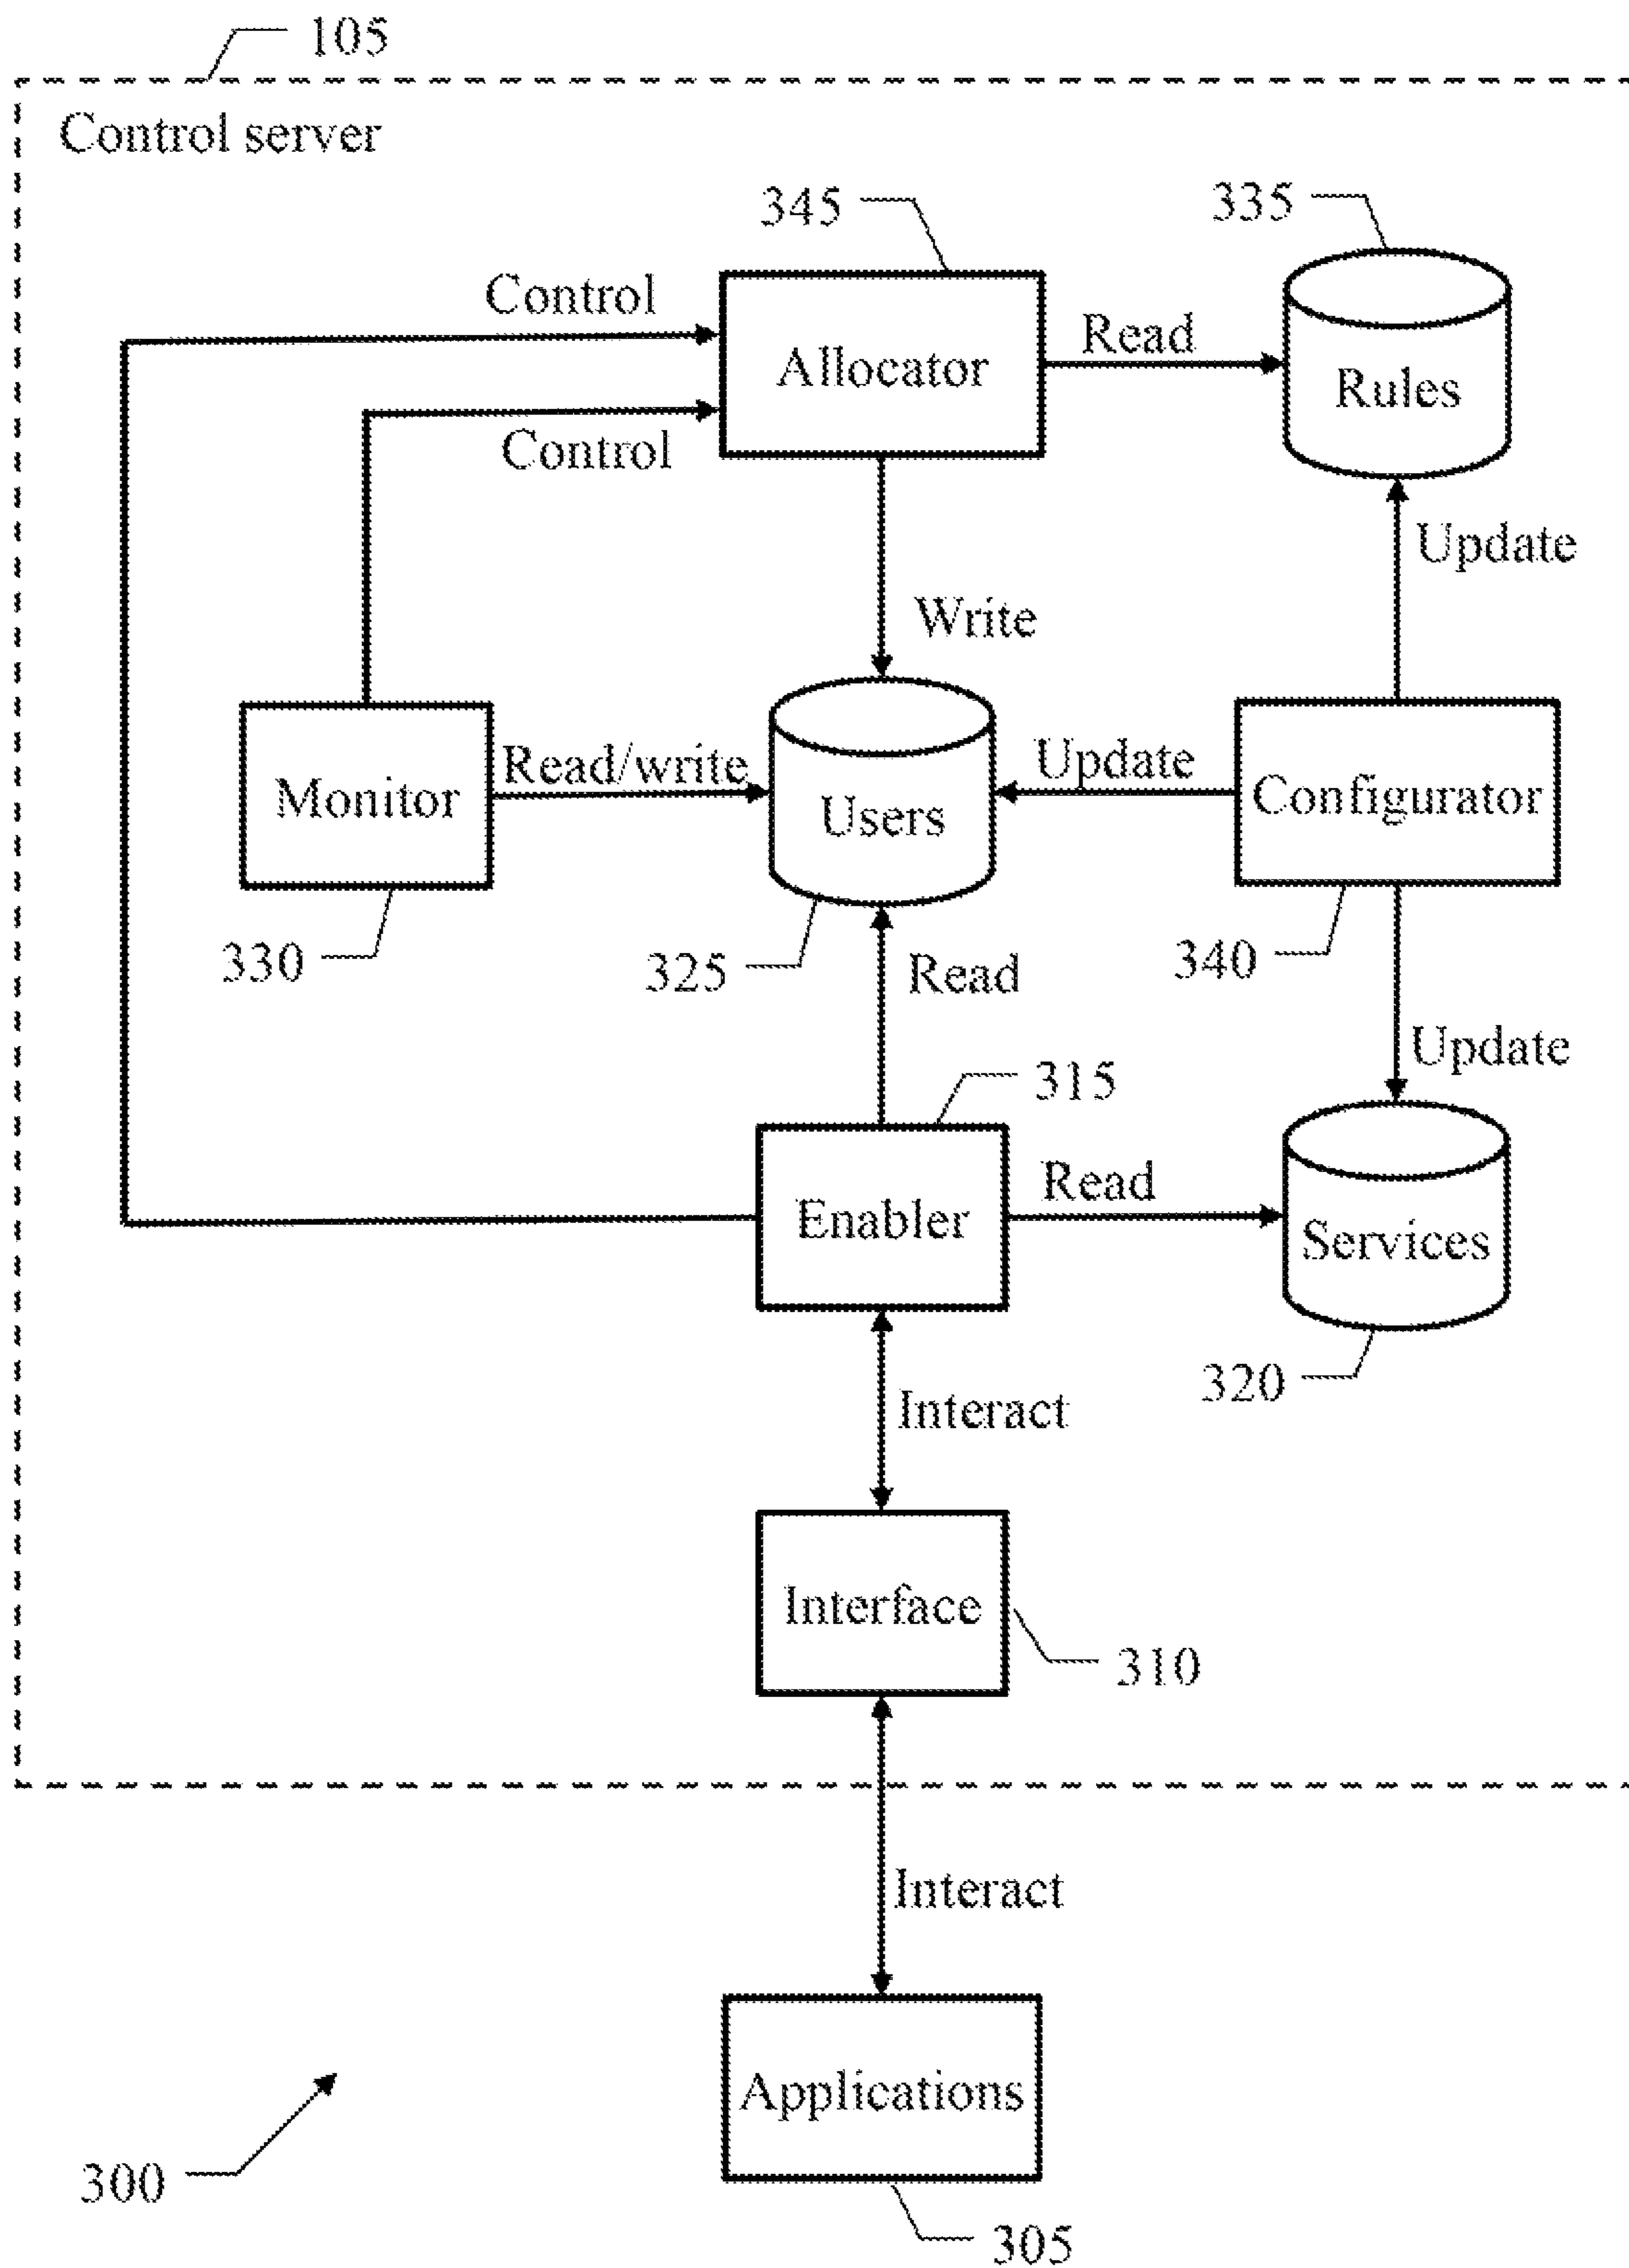 105
Control server
345
335
Control
Allocator
Read
Rules
Control
Update
Write
Monitor
Read/write
Users
Update
Configurator
330
325
Read
340
Update
315
Enabler
Read
Services
320
Interact
Interface
310
Interact
Applications
300
305